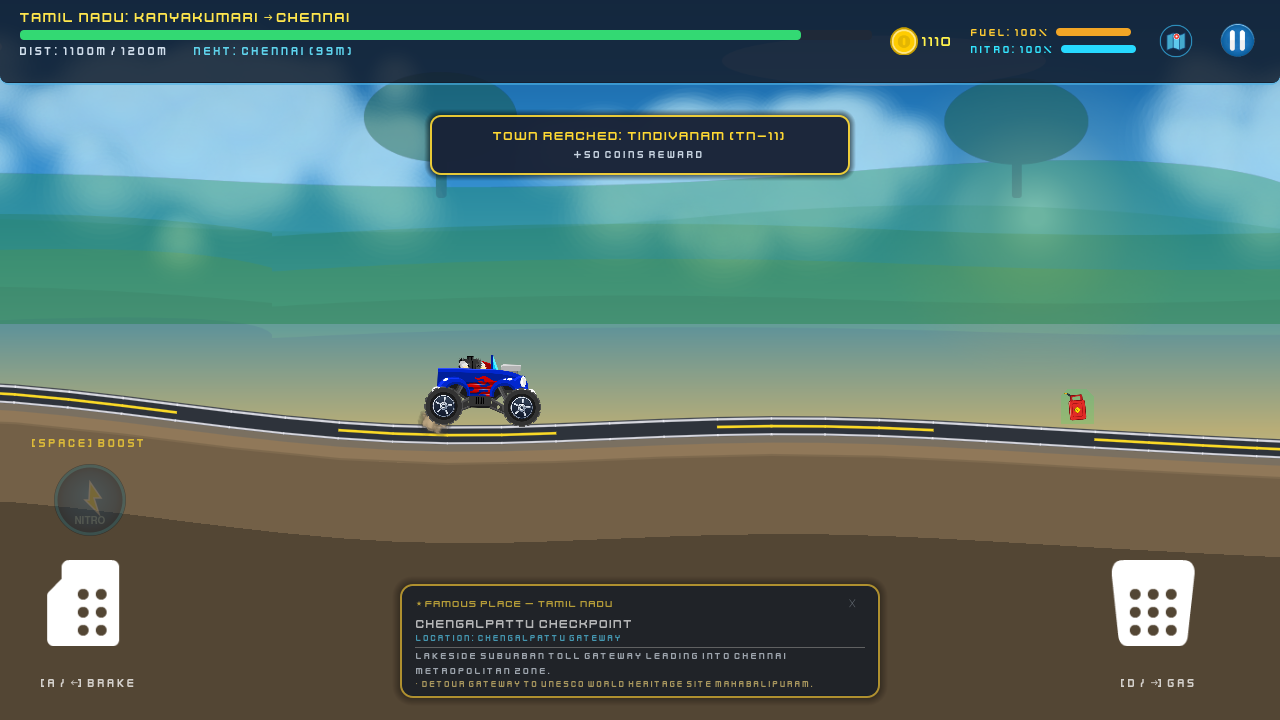 TAMIL NADU: KANYAKUMARI → CHENNAI
DIST: 1100M / 1200M NEXT: CHENNAI (99M)
1110
FUEL: 100%
NITRO: 100%
TOWN REACHED: TINDIVANAM (TN-11)
+50 COINS REWARD
[SPACE] BOOST
NITRO
[A / ←] BRAKE
[D / →] GAS
★ FAMOUS PLACE — TAMIL NADU X
CHENGALPATTU CHECKPOINT
LOCATION: CHENGALPATTU GATEWAY
LAKESIDE SUBURBAN TOLL GATEWAY LEADING INTO CHENNAI
METROPOLITAN ZONE.
· DETOUR GATEWAY TO UNESCO WORLD HERITAGE SITE MAHABALIPURAM.